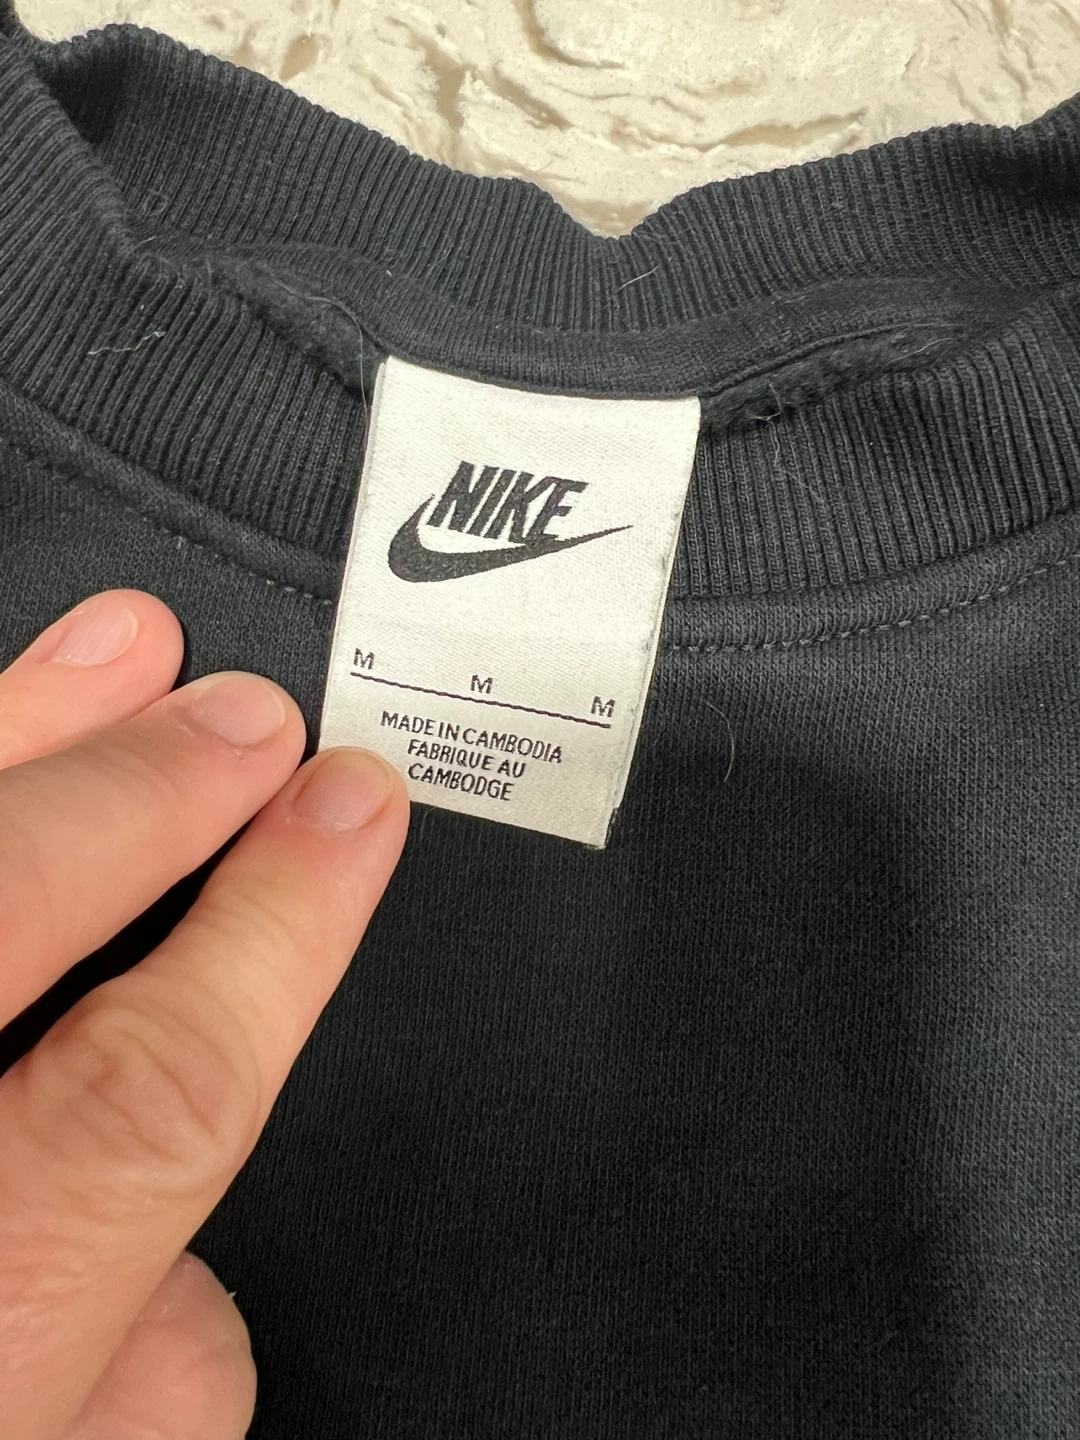 NIKE
M M M
MADE IN CAMBODIA
FABRIQUE AU
CAMBODGE